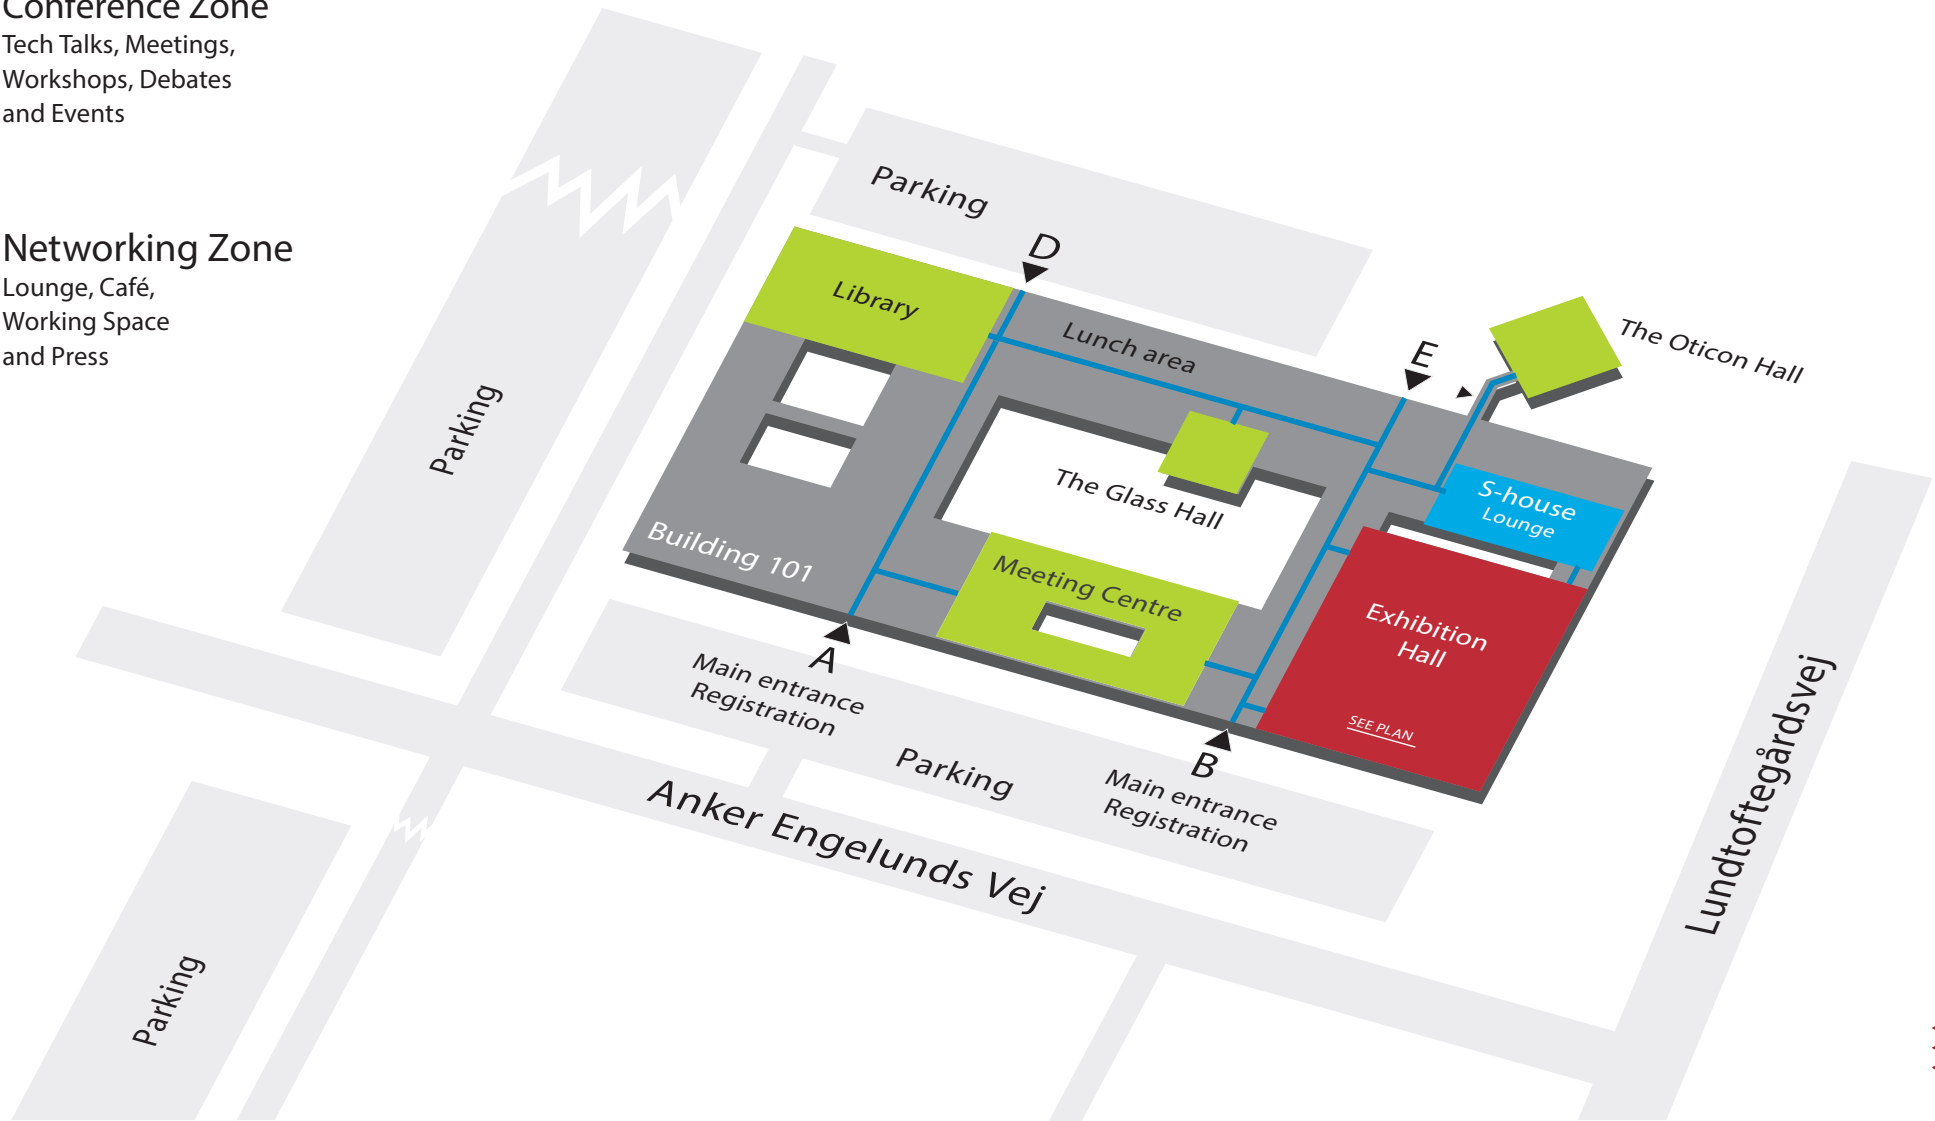 Conference Zone
Tech Talks, Meetings,
Workshops, Debates
and Events
Networking Zone
Lounge, Café,
Working Space
and Press
Parking
Parking
D
Library
Lunch area
E
The Oticon Hall
The Glass Hall
S-house
Lounge
Building 101
Meeting Centre
Exhibition
Hall
SEE PLAN
A
Main entrance
Registration
B
Main entrance
Registration
Parking
Anker Engelunds Vej
Lundtoftegårdsvej
Parking